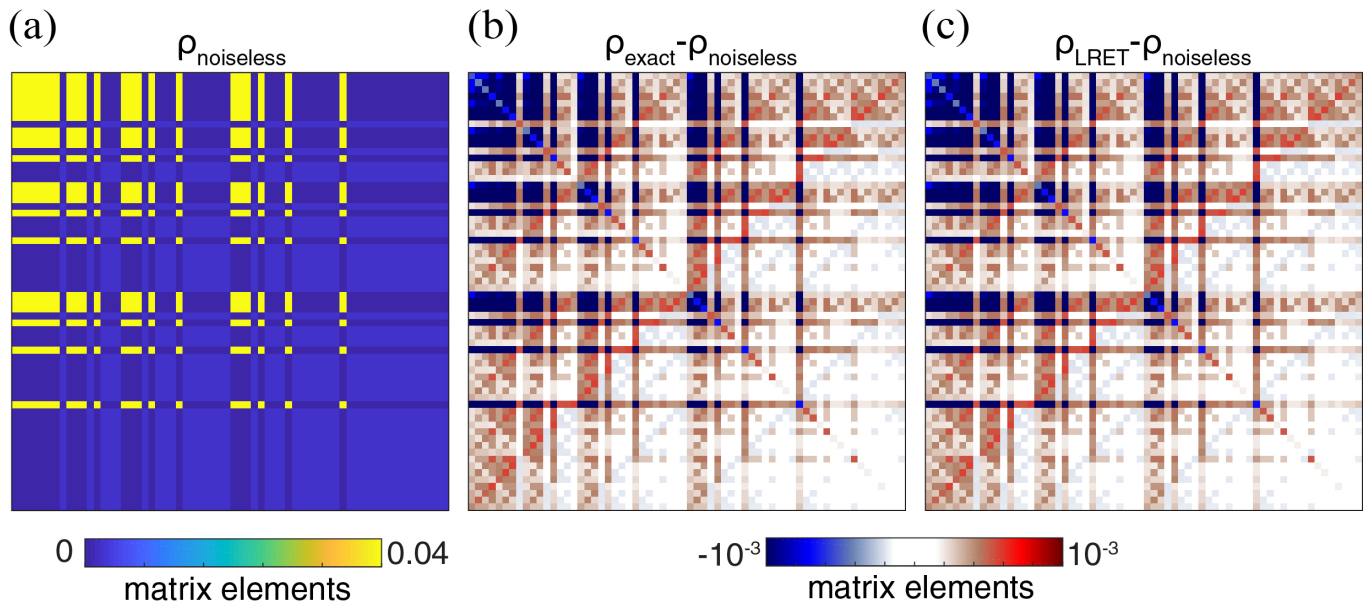 (a)
ρnoiseless
(b)
ρexact-ρnoiseless
(c)
ρLRET-ρnoiseless
0
0.04
matrix elements
-10-3
10-3
matrix elements